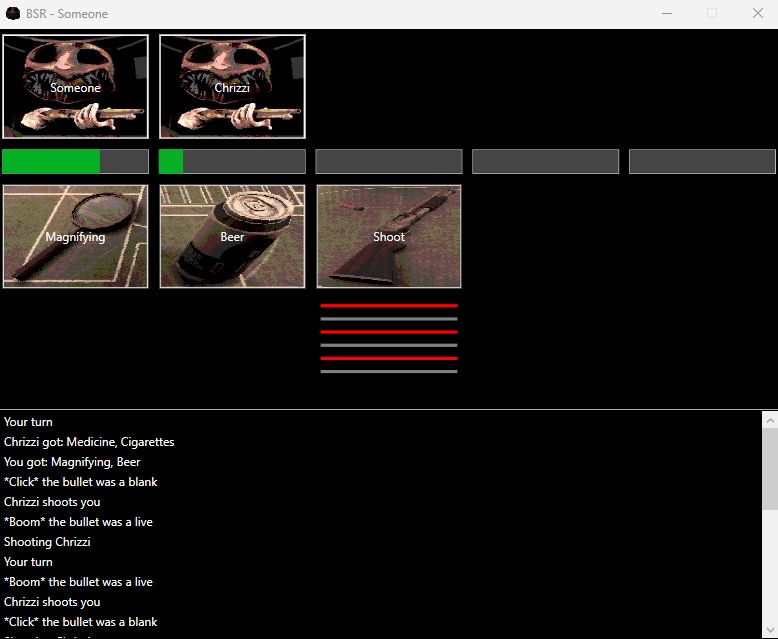 BSR - Someone
Someone
Chrizzi
Magnifying
Beer
Shoot
Your turn
Chrizzi got: Medicine, Cigarettes
You got: Magnifying, Beer
*Click* the bullet was a blank
Chrizzi shoots you
*Boom* the bullet was a live
Shooting Chrizzi
Your turn
*Boom* the bullet was a live
Chrizzi shoots you
*Click* the bullet was a blank